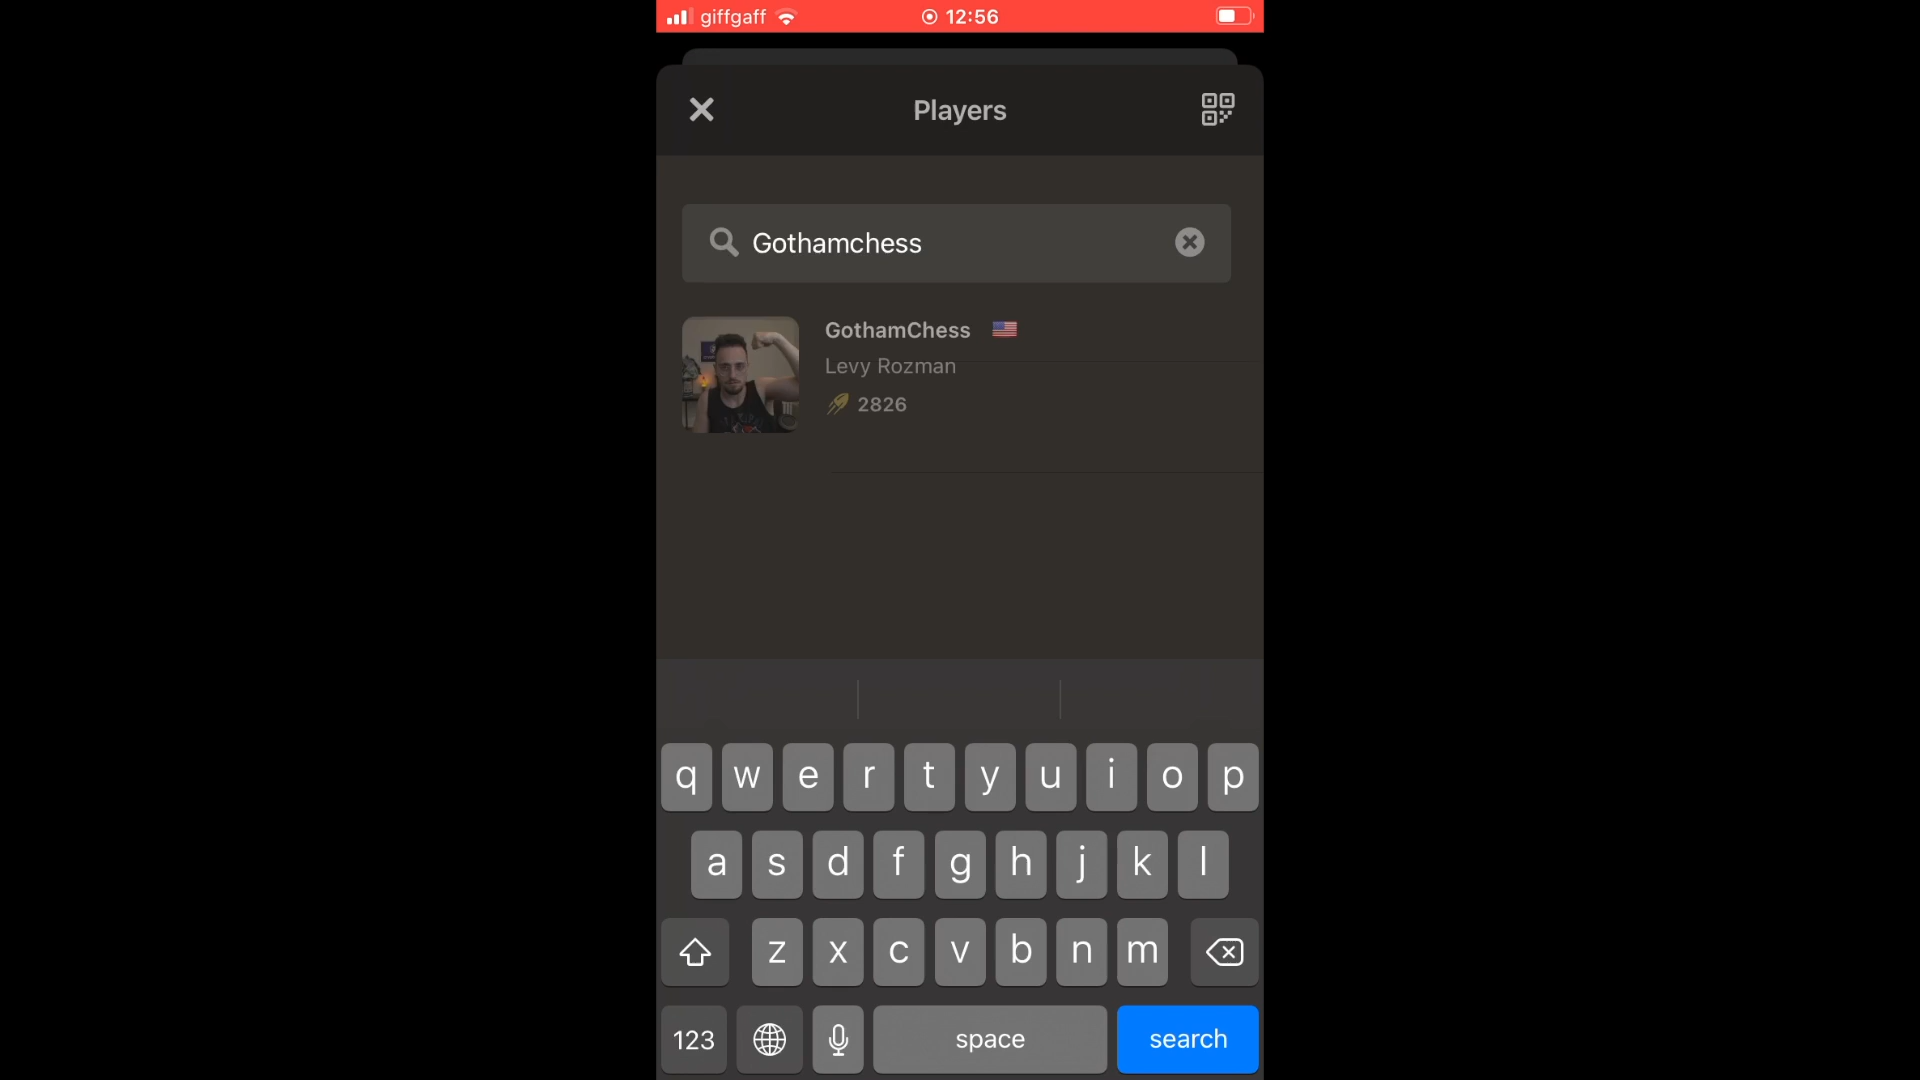 giffgaff 12:56
Players
Gothamchess
GothamChess
Levy Rozman
2826
q w e r t y u i o p
a s d f g h j k l
z x c v b n m
123 space search